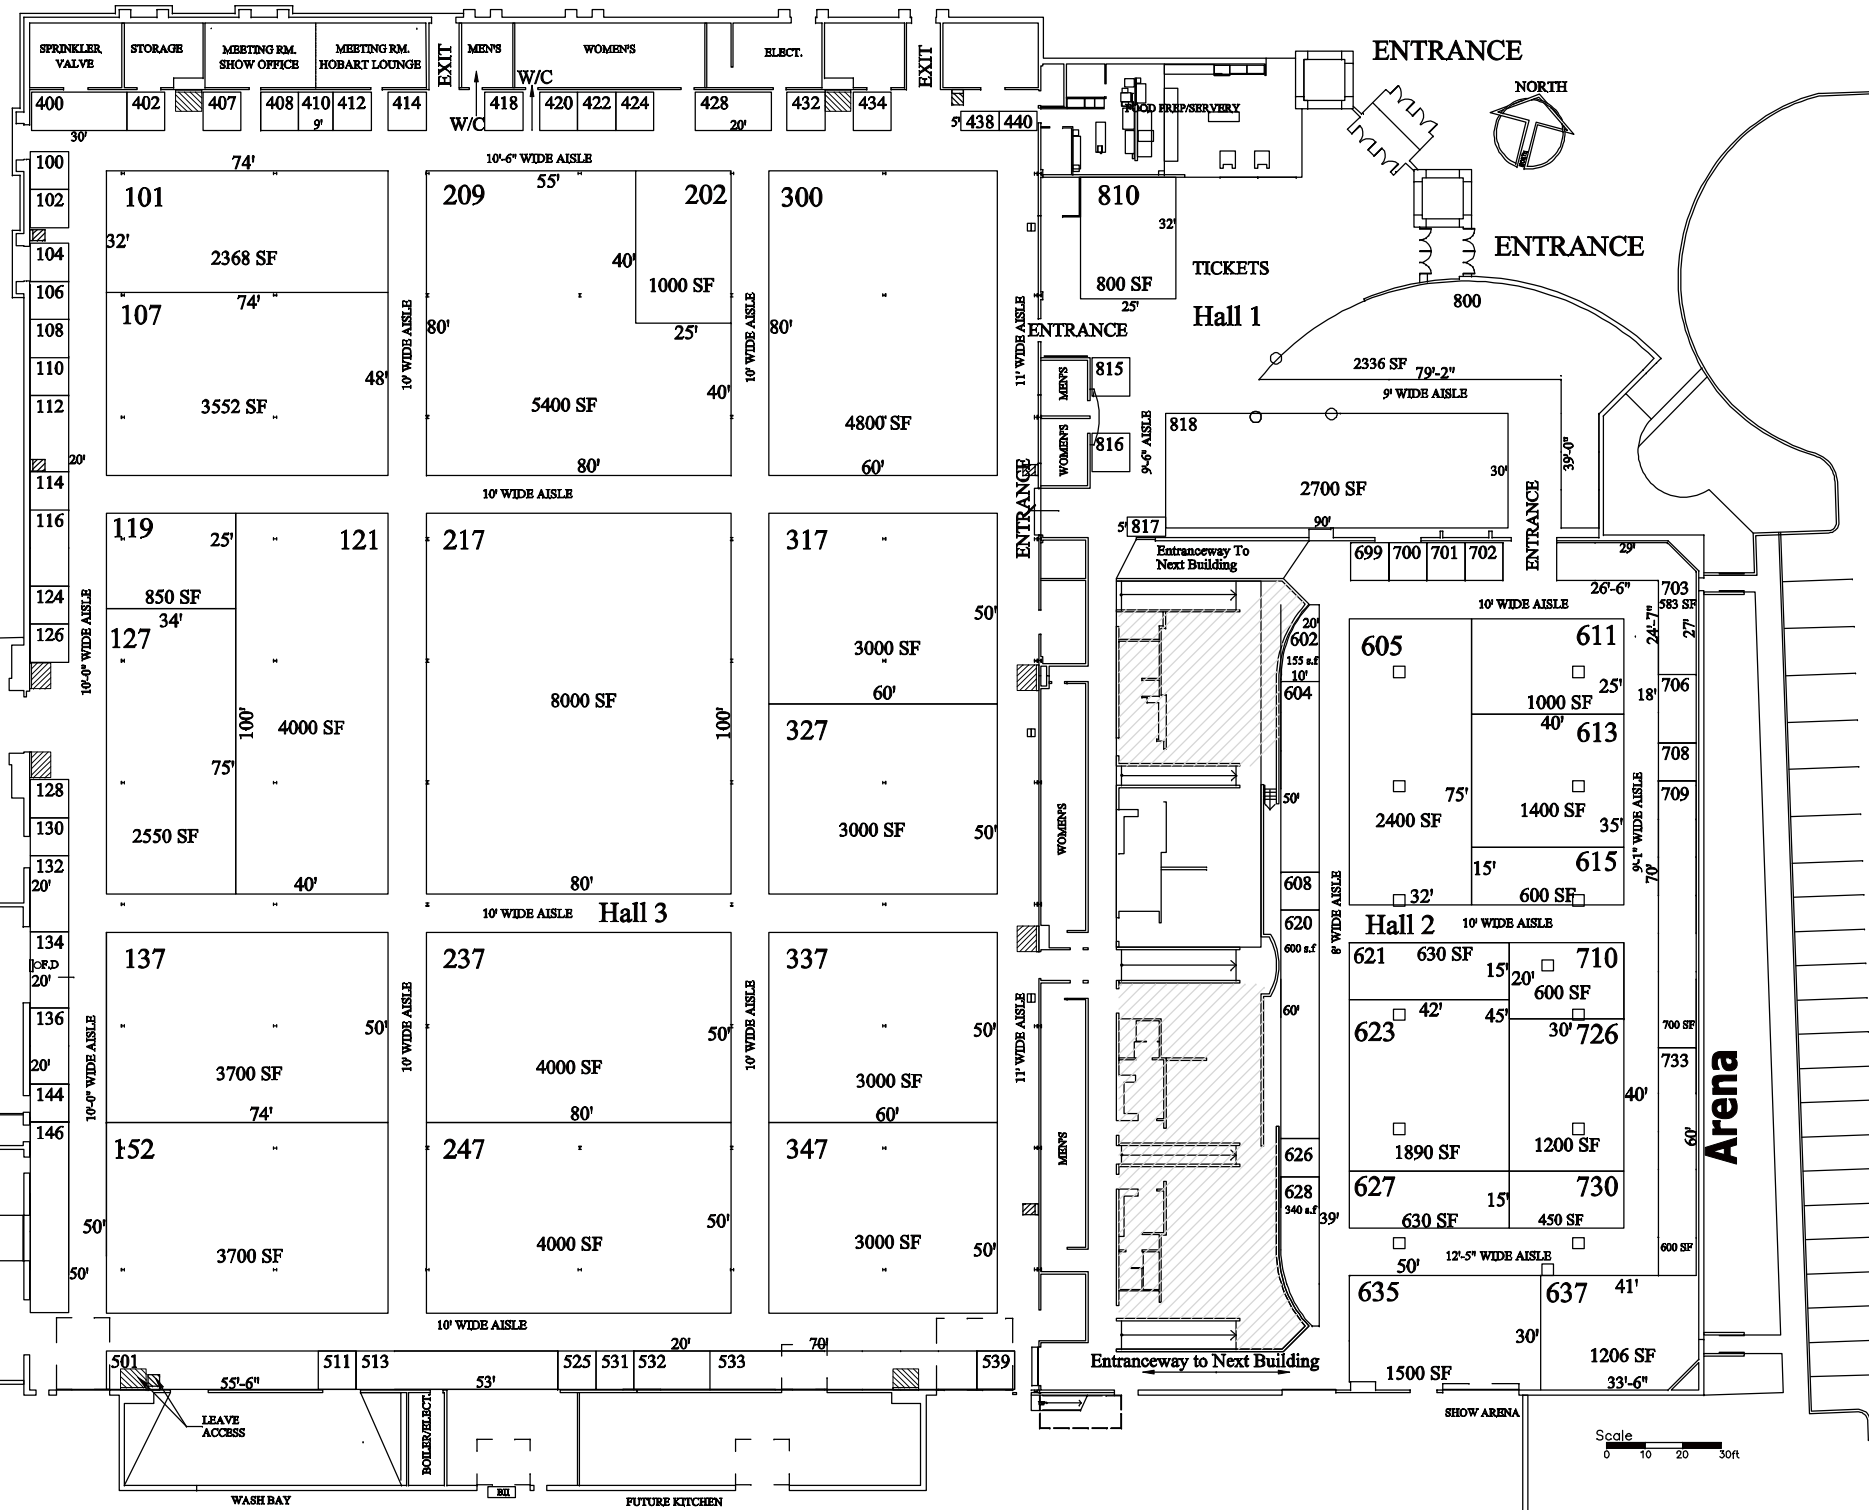 SPRINKLER
VALVE
STORAGE
MEETING RM.
SHOW OFFICE
MEETING RM.
HOBART LOUNGE
EXIT
MEN'S
WOMEN'S
ELECT.
EXIT
W/C
W/C
400
402
407
408
410
412
414
418
420
422
424
428
432
434
438
440
30'
9'
20'
5'
FOOD PREP/SERVERY
ENTRANCE
NORTH
ENTRANCE
10'-6" WIDE AISLE
100
102
104
106
108
110
112
20'
114
116
124
126
128
130
132
20'
134
F.D
20'
136
20'
144
146
50'
50'
74'
101
32'
2368 SF
74'
107
48'
3552 SF
10' WIDE AISLE
55'
209
202
40'
1000 SF
25'
80'
40'
5400 SF
80'
10' WIDE AISLE
300
80'
4800 SF
60'
11' WIDE AISLE
ENTRANCE
10' WIDE AISLE
ENTRANCE
810
32'
800 SF
25'
TICKETS
Hall 1
800
2336 SF
79'-2"
9' WIDE AISLE
MEN'S
815
WOMEN'S
816
9'-6" AISLE
818
30'
2700 SF
90'
39'-0"
5'
817
ENTRANCE
Entranceway To
Next Building
119
25'
850 SF
34'
121
127
100'
4000 SF
75'
2550 SF
40'
10'-0" WIDE AISLE
217
8000 SF
100'
80'
317
50'
3000 SF
60'
327
50'
3000 SF
10' WIDE AISLE
Hall 3
699
700
701
702
29'
26'-6"
703
583 SF
10' WIDE AISLE
24'-7"
27'
20'
602
155 s.f
10'
604
50'
608
620
600 s.f
60'
626
628
340 s.f
39'
8' WIDE AISLE
605
75'
2400 SF
32'
611
25'
1000 SF
40'
613
1400 SF
35'
15'
615
600 SF
18'
706
708
709
9'-1" WIDE AISLE
70'
700 SF
733
60'
600 SF
Hall 2
10' WIDE AISLE
WOMEN'S
MEN'S
137
50'
3700 SF
74'
152
3700 SF
10'-0" WIDE AISLE
10' WIDE AISLE
237
50'
4000 SF
80'
247
50'
4000 SF
10' WIDE AISLE
337
50'
3000 SF
60'
347
3000 SF
50'
11' WIDE AISLE
621
630 SF
15'
42'
623
45'
1890 SF
710
20'
600 SF
30'
726
40'
1200 SF
627
15'
630 SF
730
450 SF
12'-5" WIDE AISLE
50'
635
30'
1500 SF
637
41'
1206 SF
33'-6"
Arena
10' WIDE AISLE
501
55'-6"
511
513
53'
525
531
532
20'
533
70'
539
Entranceway to Next Building
LEAVE
ACCESS
BOILER/ELECT.
WASH BAY
FUTURE KITCHEN
SHOW ARENA
Scale
0 10 20 30ft